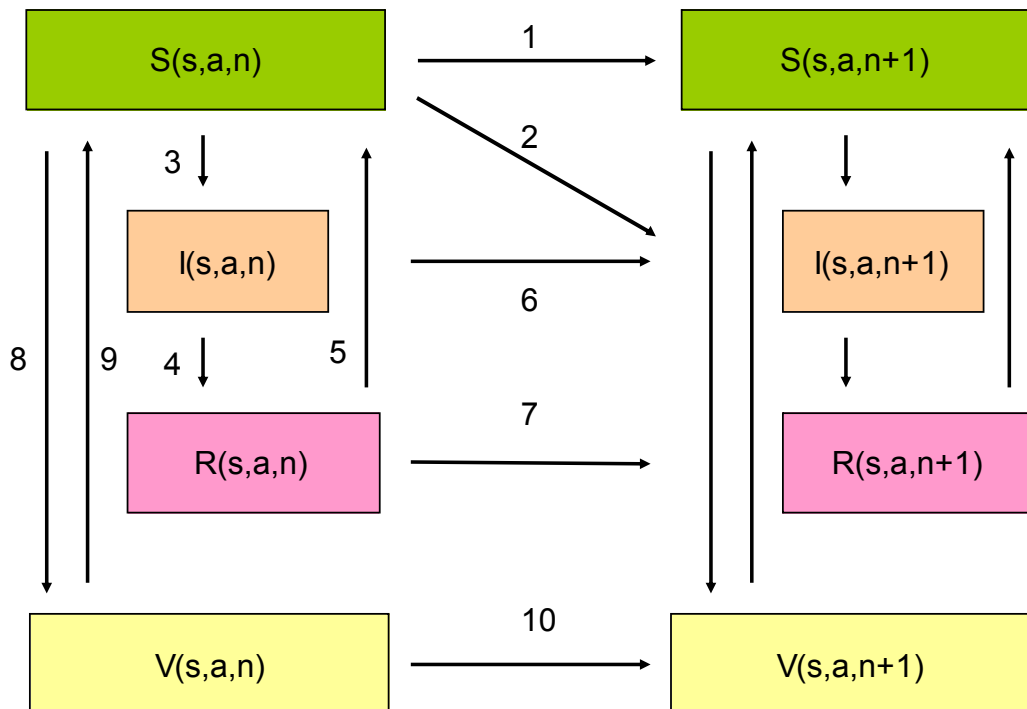 S(s,a,n)
1
S(s,a,n+1)
2
3
I(s,a,n)
6
I(s,a,n+1)
8
9
4
5
7
R(s,a,n)
R(s,a,n+1)
10
V(s,a,n)
V(s,a,n+1)